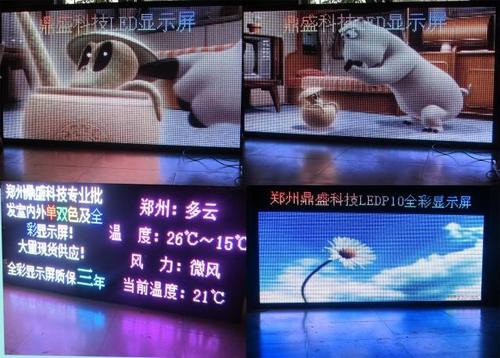 鼎盛科技LED显示屏
鼎盛科技LED显示屏
郑州鼎盛科技专业批
发室内外单双色及全
彩显示屏！
大量现货供应！
全彩显示屏质保三年
郑州：多云
温 度：26℃～15℃
风 力：微风
当前温度：21℃
郑州鼎盛科技LEDP10全彩显示屏